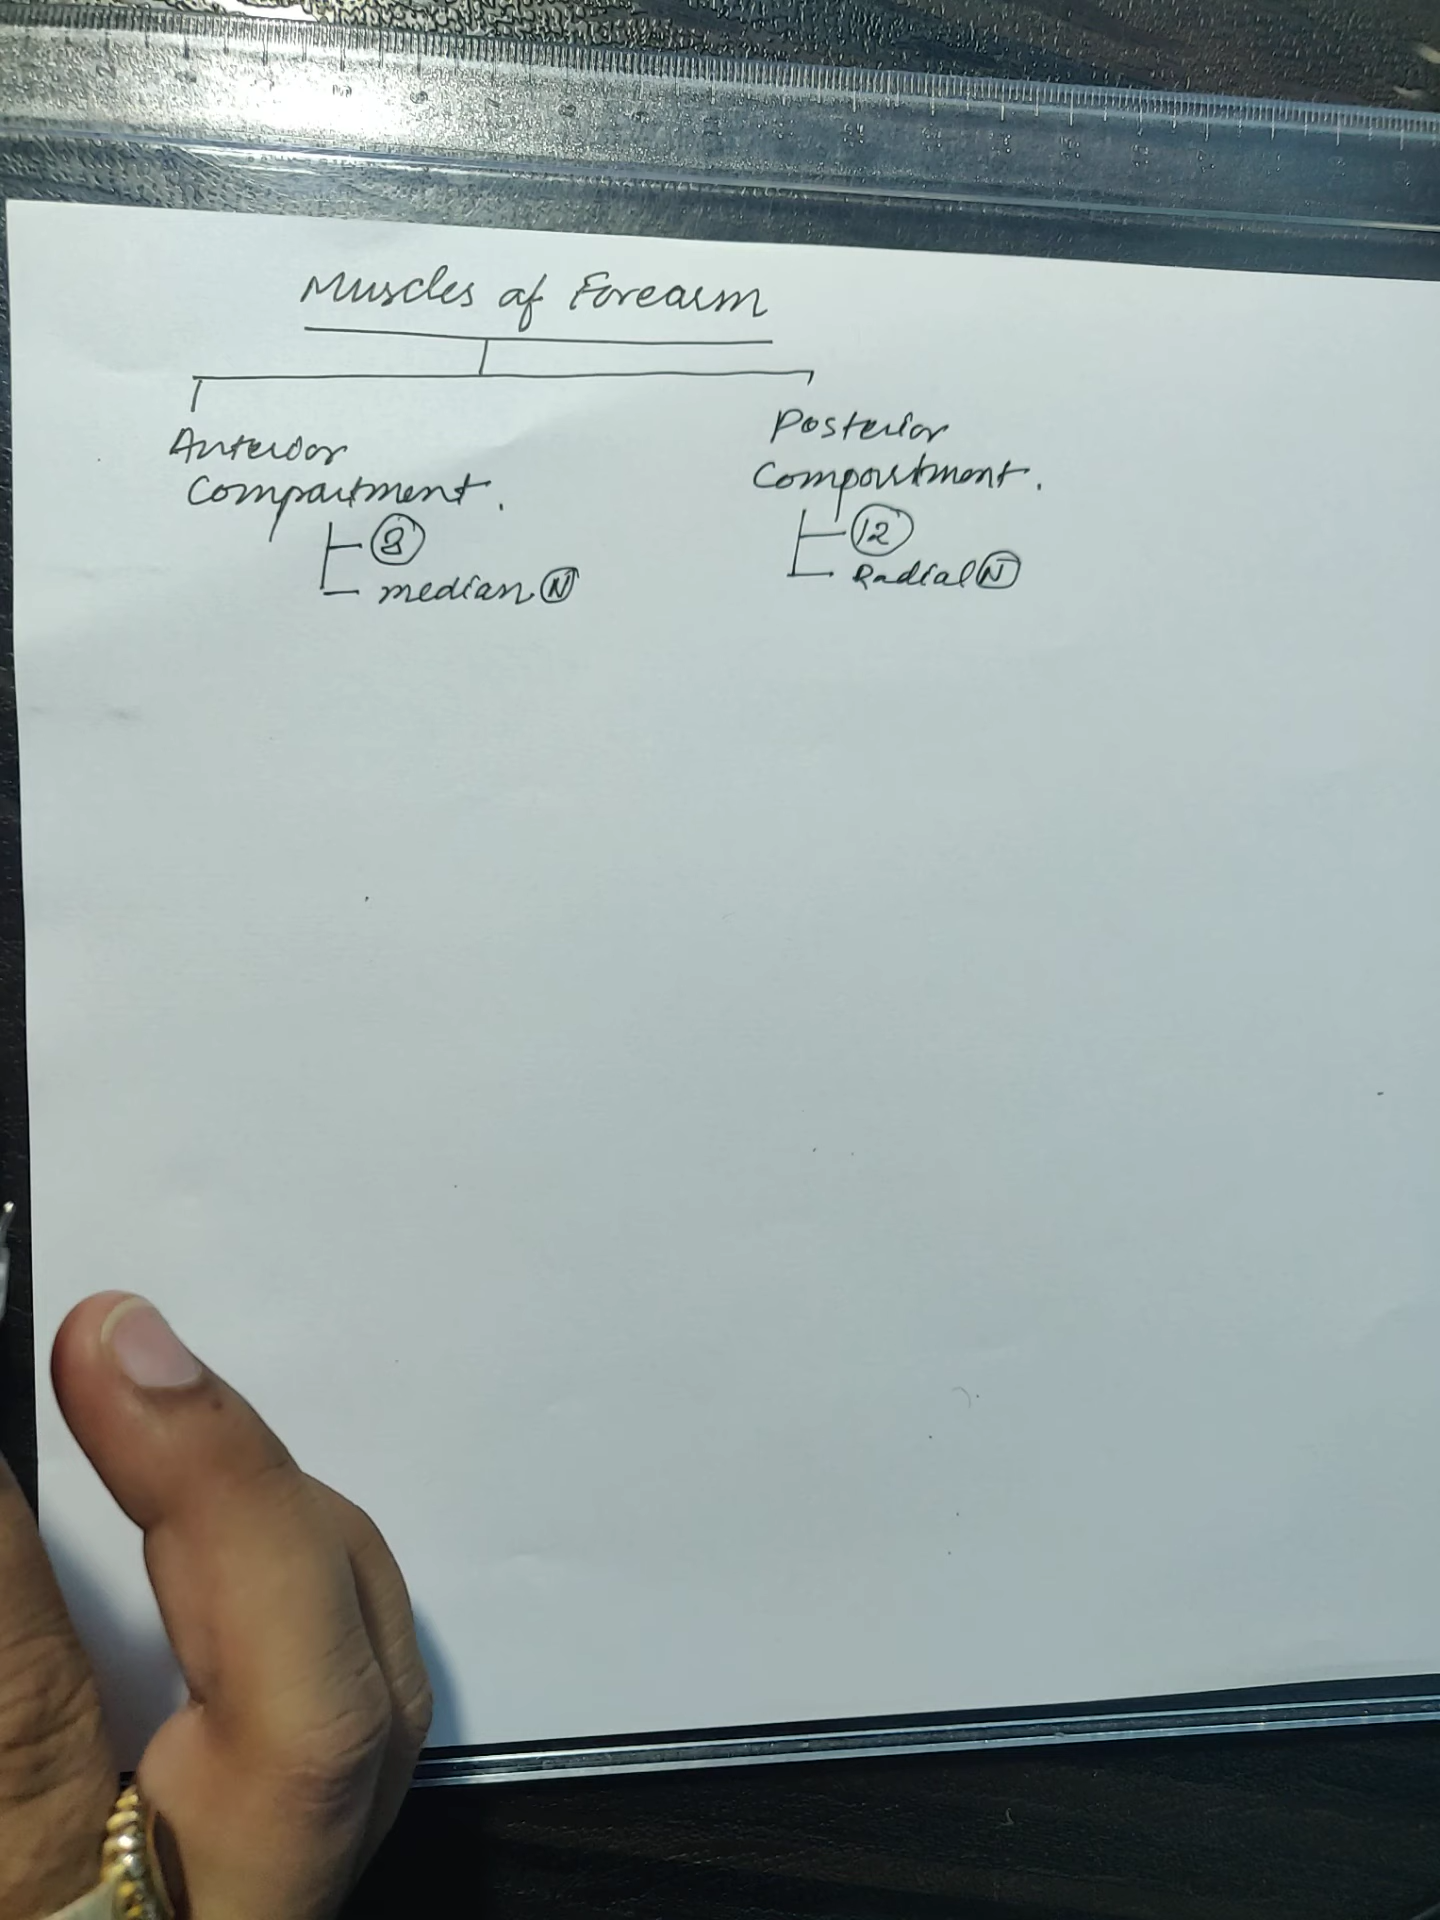 Muscles of Forearm
Anterior
Compartment.
8
median N
Posterior
Compartment.
12
Radial N